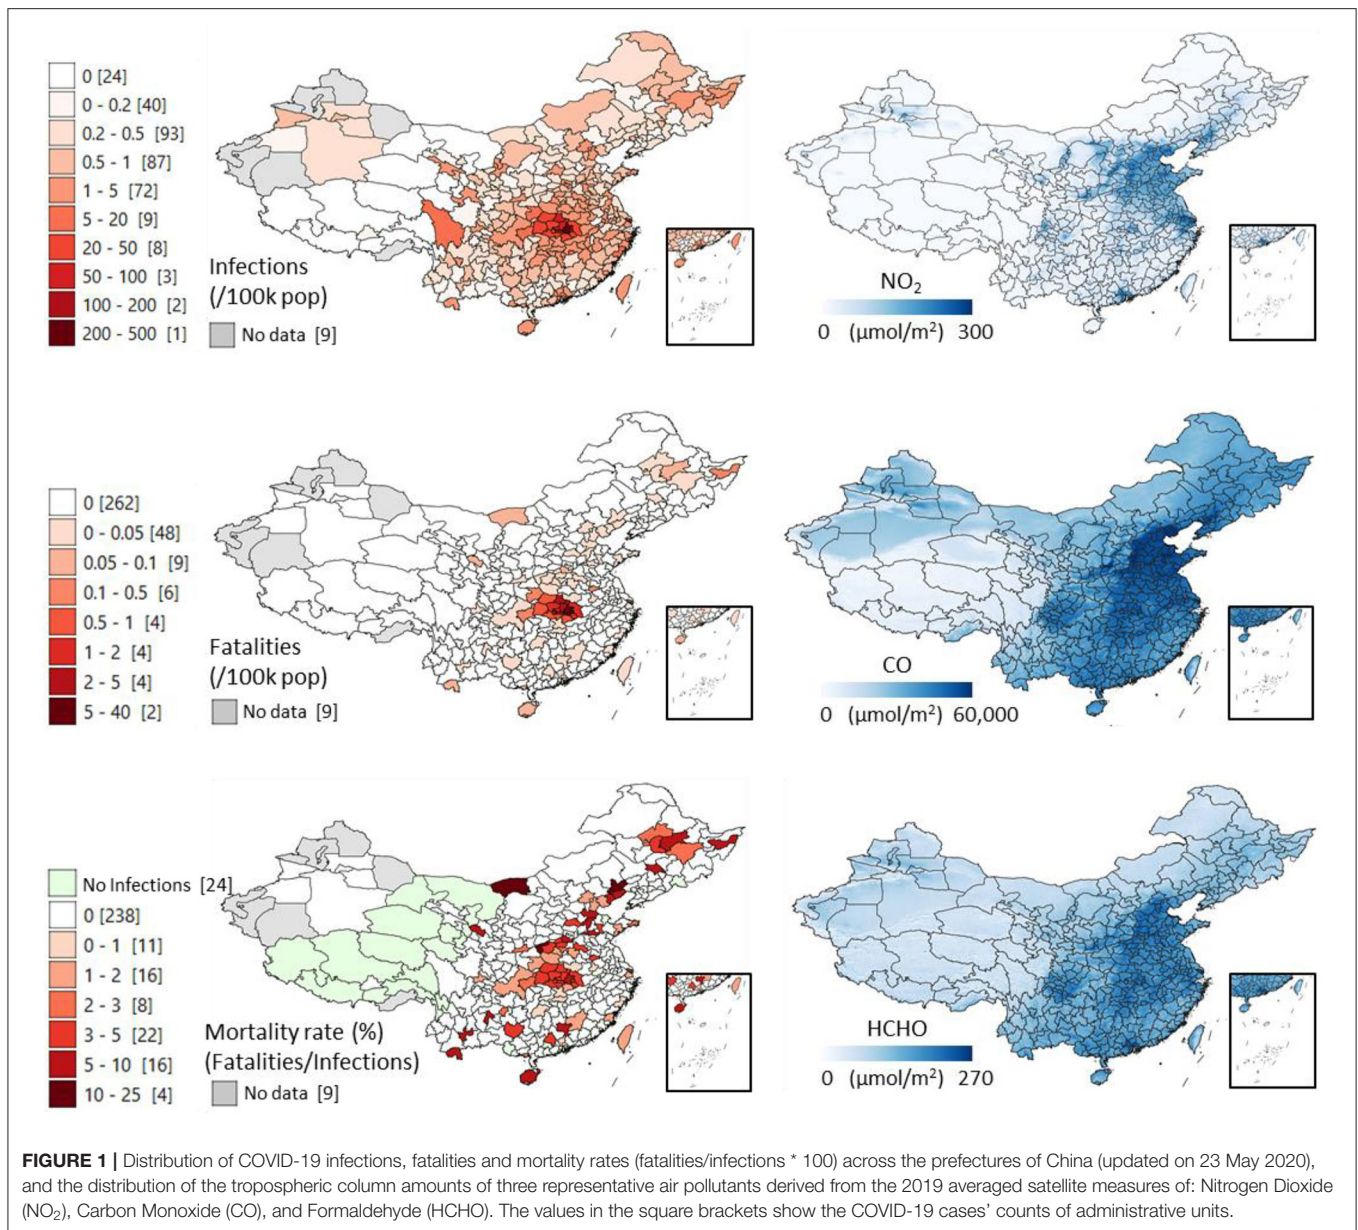 0 [24]
0 - 0.2 [40]
0.2 - 0.5 [93]
0.5 - 1 [87]
1 - 5 [72]
5 - 20 [9]
20 - 50 [8]
50 - 100 [3]
100 - 200 [2]
200 - 500 [1]
Infections
(/100k pop)
No data [9]
NO₂
0 (µmol/m²) 300
0 [262]
0 - 0.05 [48]
0.05 - 0.1 [9]
0.1 - 0.5 [6]
0.5 - 1 [4]
1 - 2 [4]
2 - 5 [4]
5 - 40 [2]
Fatalities
(/100k pop)
No data [9]
CO
0 (µmol/m²) 60,000
No Infections [24]
0 [238]
0 - 1 [11]
1 - 2 [16]
2 - 3 [8]
3 - 5 [22]
5 - 10 [16]
10 - 25 [4]
Mortality rate (%)
(Fatalities/Infections)
No data [9]
HCHO
0 (µmol/m²) 270
FIGURE 1 | Distribution of COVID-19 infections, fatalities and mortality rates (fatalities/infections * 100) across the prefectures of China (updated on 23 May 2020),
and the distribution of the tropospheric column amounts of three representative air pollutants derived from the 2019 averaged satellite measures of: Nitrogen Dioxide
(NO₂), Carbon Monoxide (CO), and Formaldehyde (HCHO). The values in the square brackets show the COVID-19 cases' counts of administrative units.